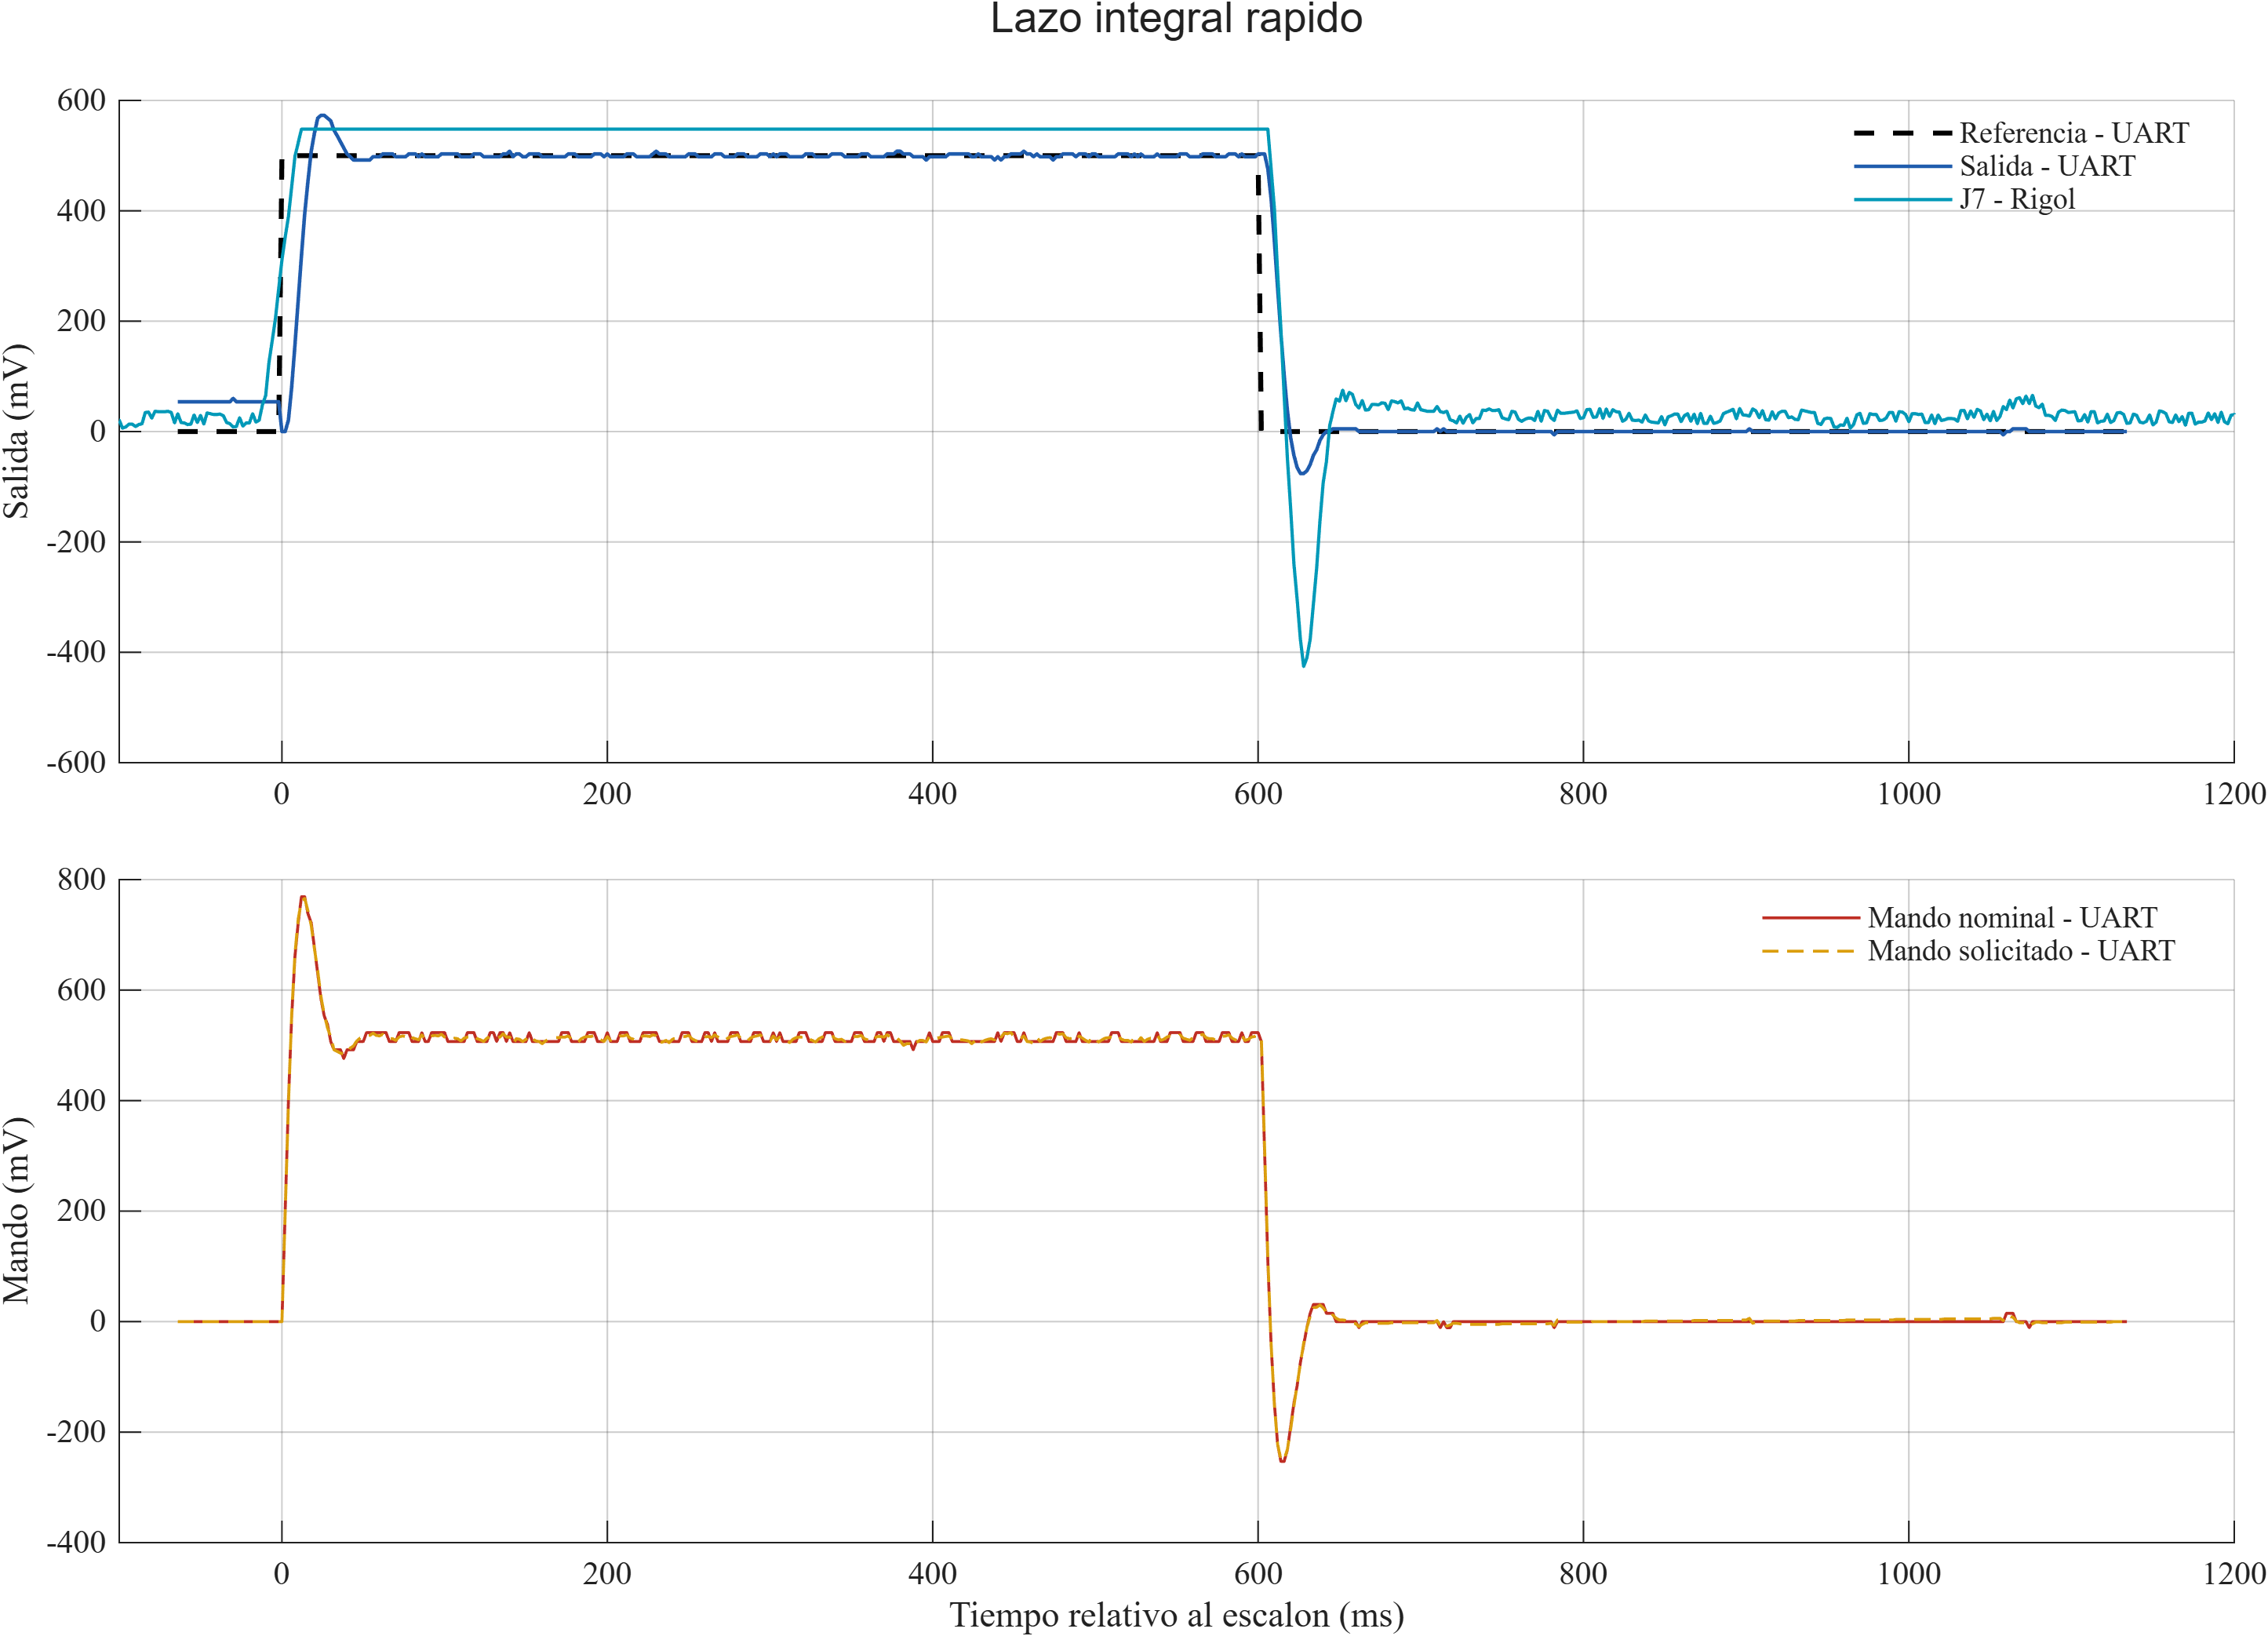 Lazo integral rapido
600
400
200
0
-200
-400
-600
Salida (mV)
Referencia - UART
Salida - UART
J7 - Rigol
0 200 400 600 800 1000 1200
800
600
400
200
0
-200
-400
Mando (mV)
Mando nominal - UART
Mando solicitado - UART
0 200 400 600 800 1000 1200
Tiempo relativo al escalon (ms)